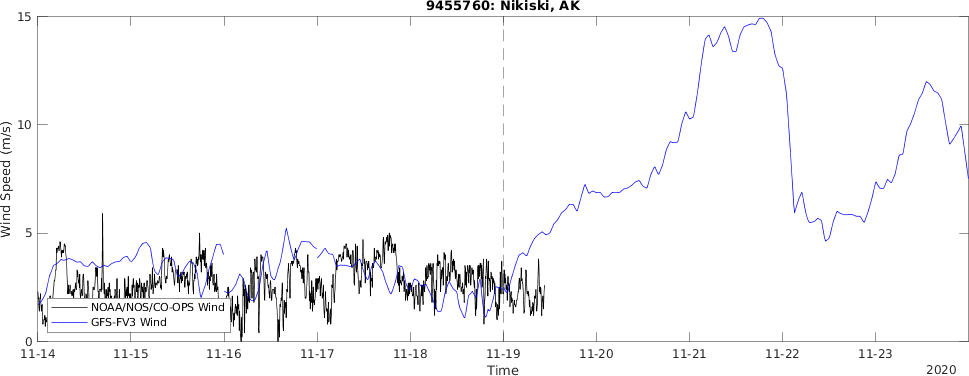 9455760: Nikiski, AK
15
10
5
0
Wind Speed (m/s)
NOAA/NOS/CO-OPS Wind
GFS-FV3 Wind
11-14 11-15 11-16 11-17 11-18 11-19 11-20 11-21 11-22 11-23
Time
2020